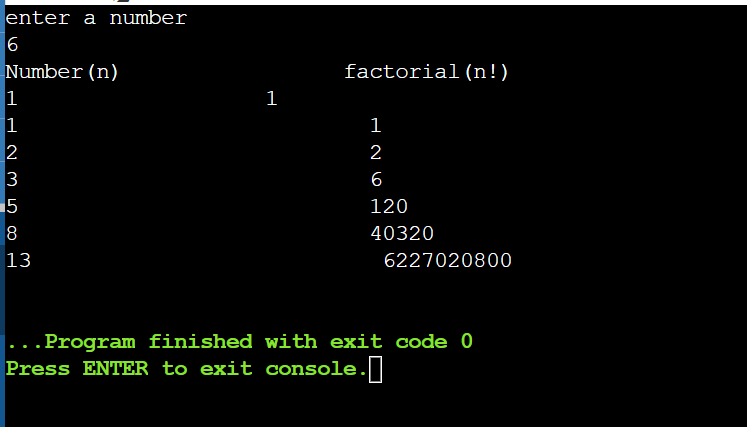 enter a number
6
Number(n)                 factorial(n!)
1                   1
1                           1
2                           2
3                           6
5                           120
8                           40320
13                           6227020800
...Program finished with exit code 0
Press ENTER to exit console.